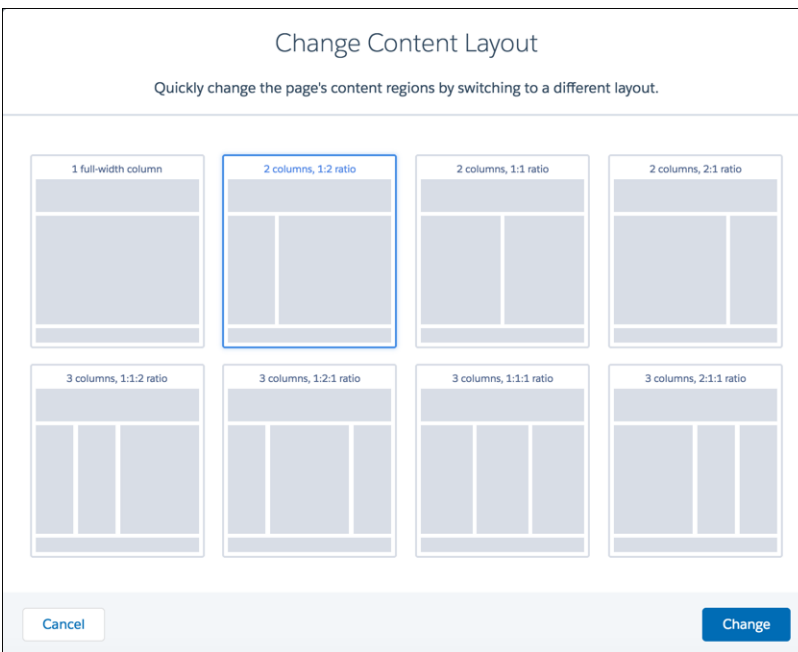 Change Content Layout
Quickly change the page's content regions by switching to a different layout.
1 full-width column
2 columns, 1:2 ratio
2 columns, 1:1 ratio
2 columns, 2:1 ratio
3 columns, 1:1:2 ratio
3 columns, 1:2:1 ratio
3 columns, 1:1:1 ratio
3 columns, 2:1:1 ratio
Cancel
Change